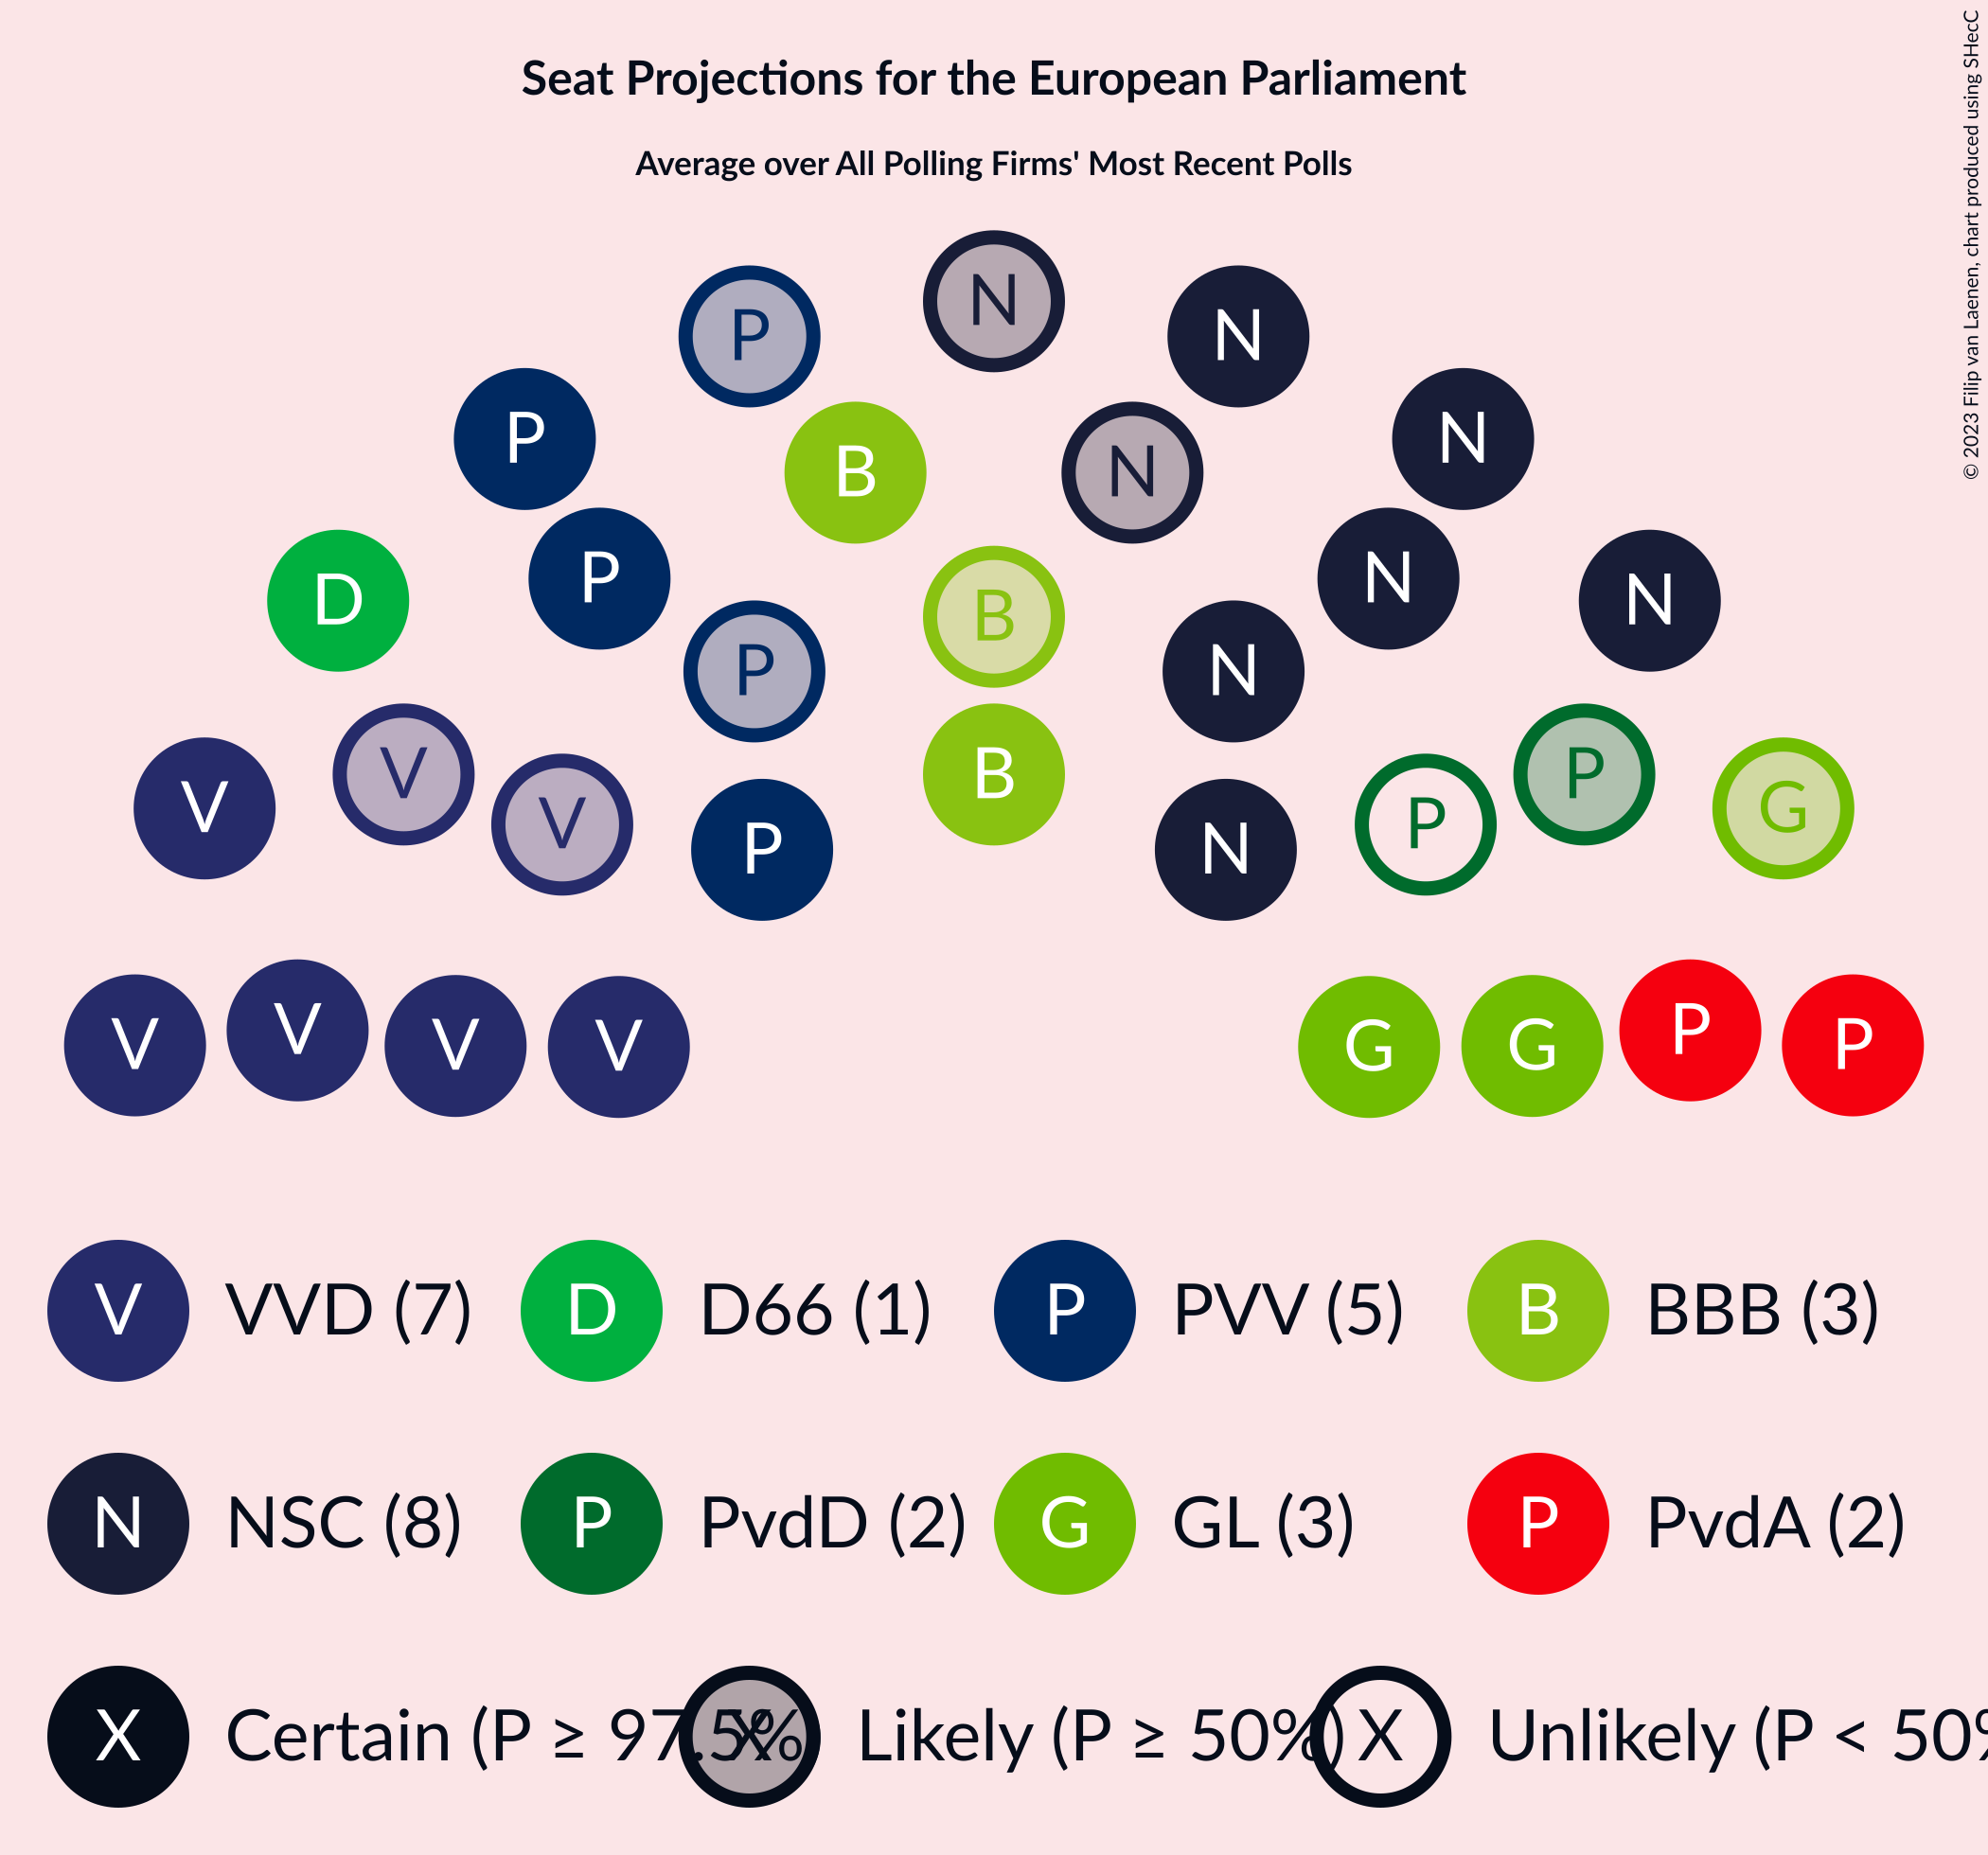 Seat Projections for the European Parliament
Average over All Polling Firms' Most Recent Polls
© 2023 Filip van Laenen, chart produced using SHecC
N
P N
P N
B N
P N
D N
B
P N
V P
V B G
V P
P N
V V
P P
V V G G
V VVD (7) D D66 (1) P PVV (5) B BBB (3)
N NSC (8) P PvdD (2) G GL (3) P PvdA (2)
X Certain (P ≥ 97.5% X Likely (P ≥ 50%) X Unlikely (P < 50%